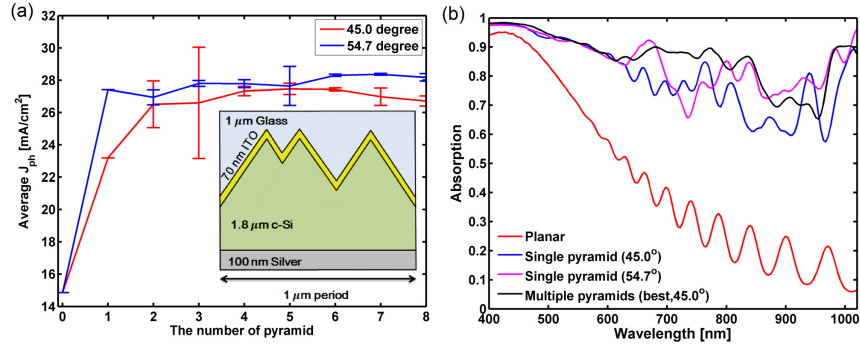 (a)
32
30
28
26
24
22
20
18
16
14
Average Jph [mA/cm²]
45.0 degree
54.7 degree
1 μm Glass
70 nm ITO
1.8 μm c-Si
100 nm Silver
1 μm period
0 1 2 3 4 5 6 7 8
The number of pyramid
(b)
1
0.9
0.8
0.7
0.6
0.5
0.4
0.3
0.2
0.1
0
Absorption
Planar
Single pyramid (45.0°)
Single pyramid (54.7°)
Multiple pyramids (best,45.0°)
400 500 600 700 800 900 1000
Wavelength [nm]